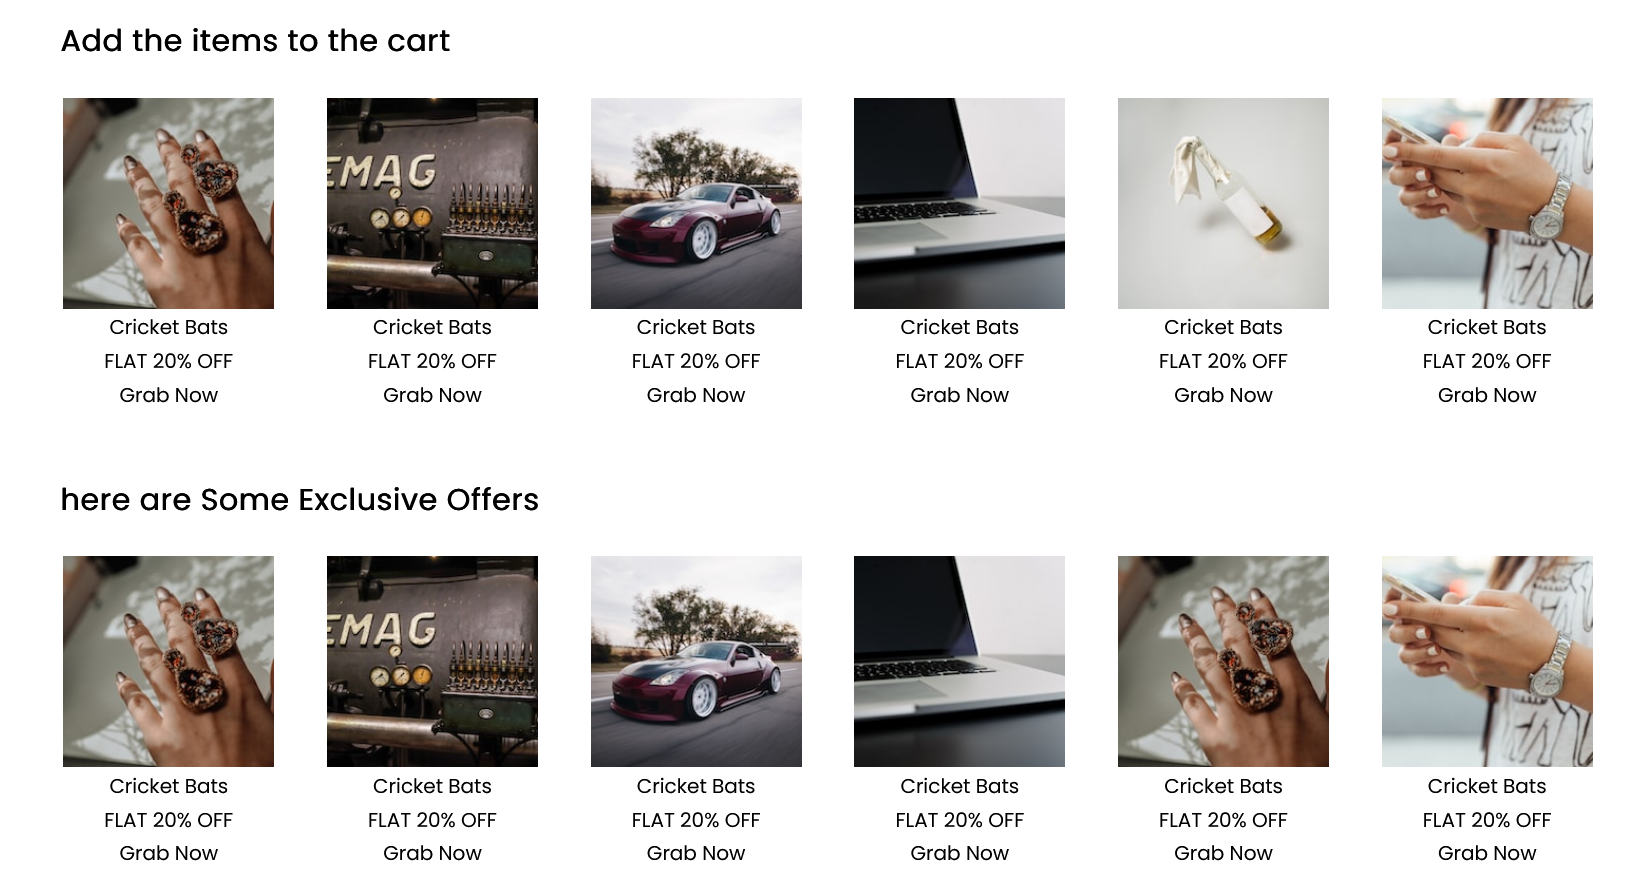 Add the items to the cart
EMAG
Cricket Bats
FLAT 20% OFF
Grab Now
Cricket Bats
FLAT 20% OFF
Grab Now
Cricket Bats
FLAT 20% OFF
Grab Now
Cricket Bats
FLAT 20% OFF
Grab Now
Cricket Bats
FLAT 20% OFF
Grab Now
Cricket Bats
FLAT 20% OFF
Grab Now
here are Some Exclusive Offers
EMAG
Cricket Bats
FLAT 20% OFF
Grab Now
Cricket Bats
FLAT 20% OFF
Grab Now
Cricket Bats
FLAT 20% OFF
Grab Now
Cricket Bats
FLAT 20% OFF
Grab Now
Cricket Bats
FLAT 20% OFF
Grab Now
Cricket Bats
FLAT 20% OFF
Grab Now